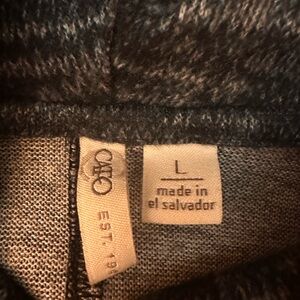 CATO
EST. 19
L
made in
el salvador